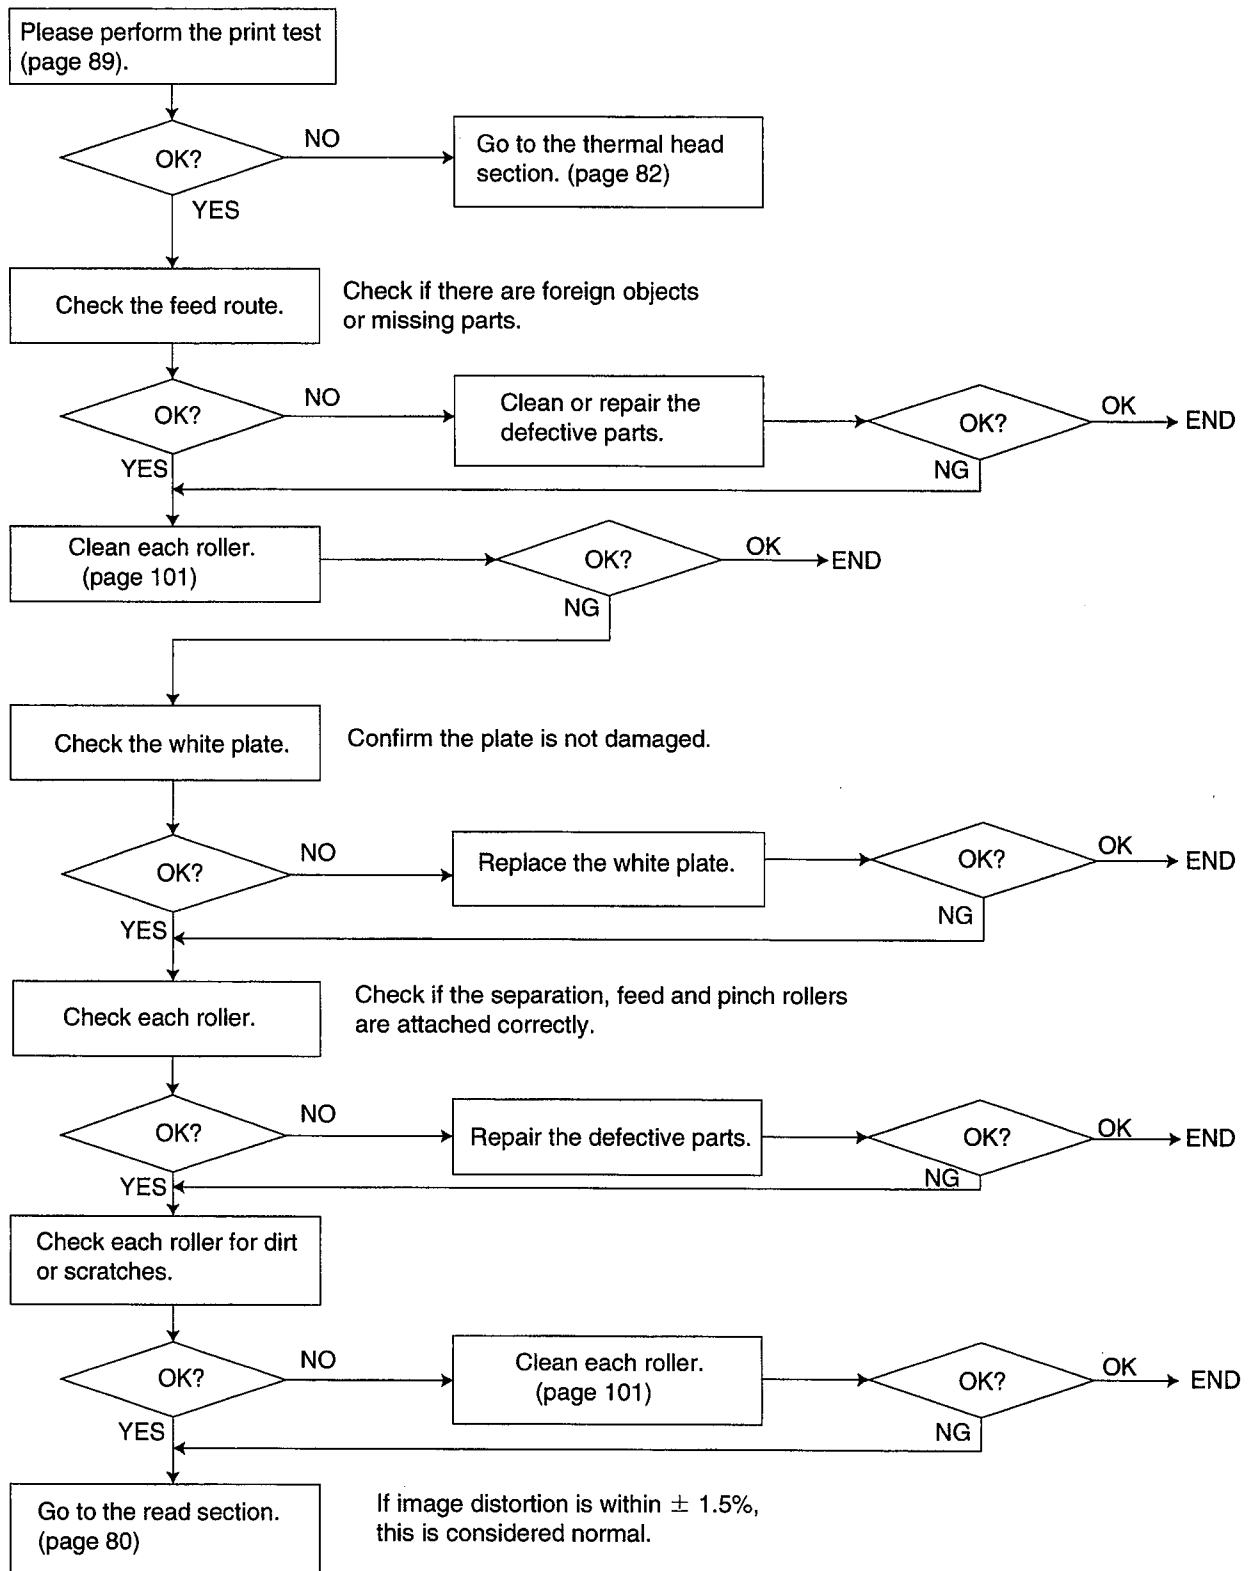 Please perform the print test
(page 89).
OK?
NO
Go to the thermal head
section. (page 82)
YES
Check the feed route.
Check if there are foreign objects
or missing parts.
OK?
NO
Clean or repair the
defective parts.
OK?
OK
END
YES
NG
Clean each roller.
(page 101)
OK?
OK
END
NG
Check the white plate.
Confirm the plate is not damaged.
OK?
NO
Replace the white plate.
OK?
OK
END
YES
NG
Check each roller.
Check if the separation, feed and pinch rollers
are attached correctly.
OK?
NO
Repair the defective parts.
OK?
OK
END
YES
NG
Check each roller for dirt
or scratches.
OK?
NO
Clean each roller.
(page 101)
OK?
OK
END
YES
NG
Go to the read section.
(page 80)
If image distortion is within ± 1.5%,
this is considered normal.